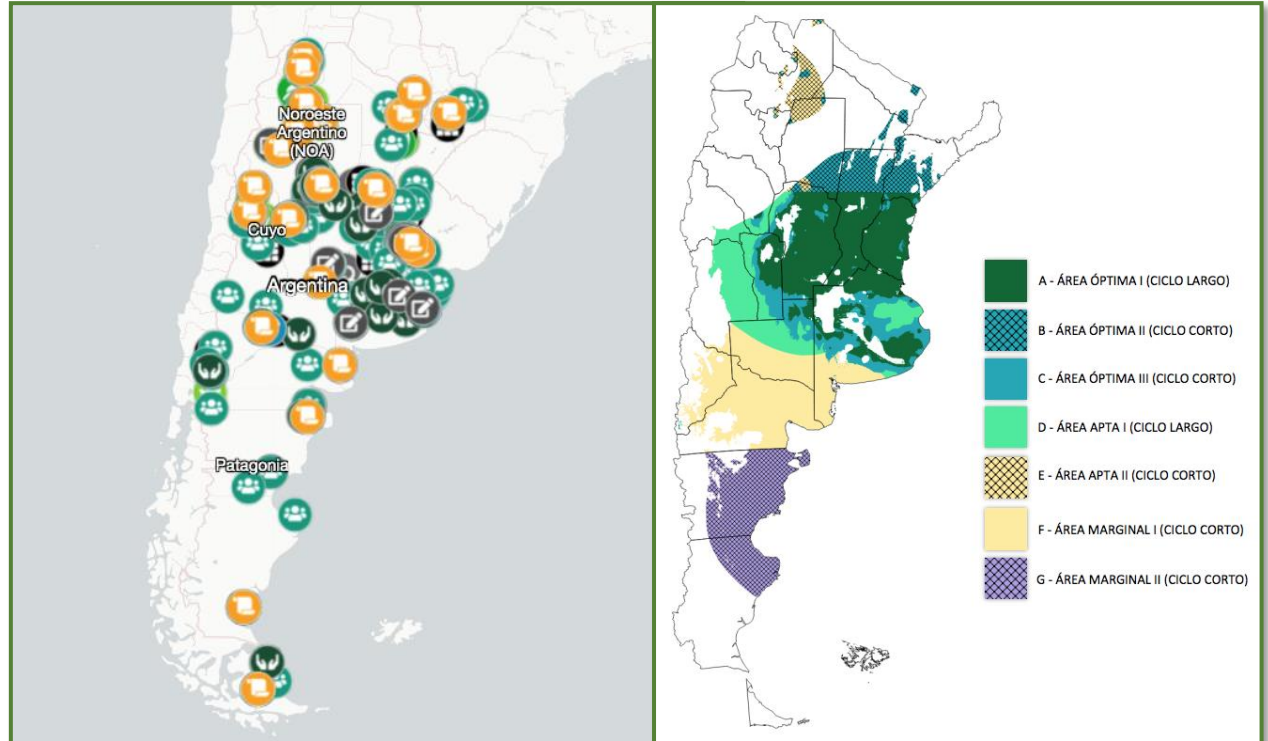 Noroeste
Argentino
(NOA)
Cuyo
Argentina
Patagonia
A - ÁREA ÓPTIMA I (CICLO LARGO)
B - ÁREA ÓPTIMA II (CICLO CORTO)
C - ÁREA ÓPTIMA III (CICLO CORTO)
D - ÁREA APTA I (CICLO LARGO)
E - ÁREA APTA II (CICLO CORTO)
F - ÁREA MARGINAL I (CICLO CORTO)
G - ÁREA MARGINAL II (CICLO CORTO)